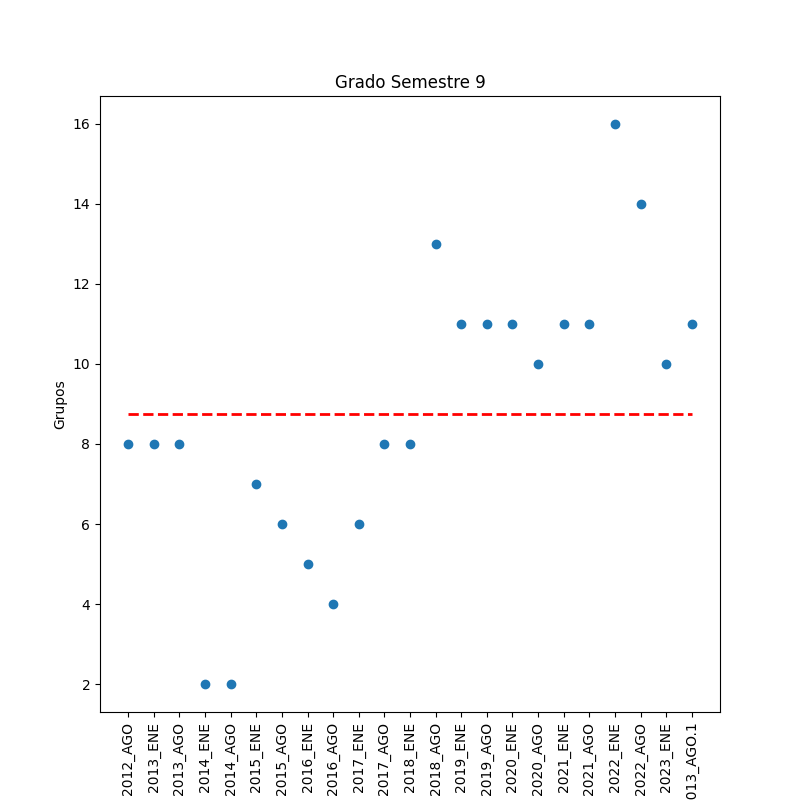 Grado Semestre 9
Grupos
16
14
12
10
8
6
4
2
2012_AGO
2013_ENE
2013_AGO
2014_ENE
2014_AGO
2015_ENE
2015_AGO
2016_ENE
2016_AGO
2017_ENE
2017_AGO
2018_ENE
2018_AGO
2019_ENE
2019_AGO
2020_ENE
2020_AGO
2021_ENE
2021_AGO
2022_ENE
2022_AGO
2023_ENE
013_AGO.1